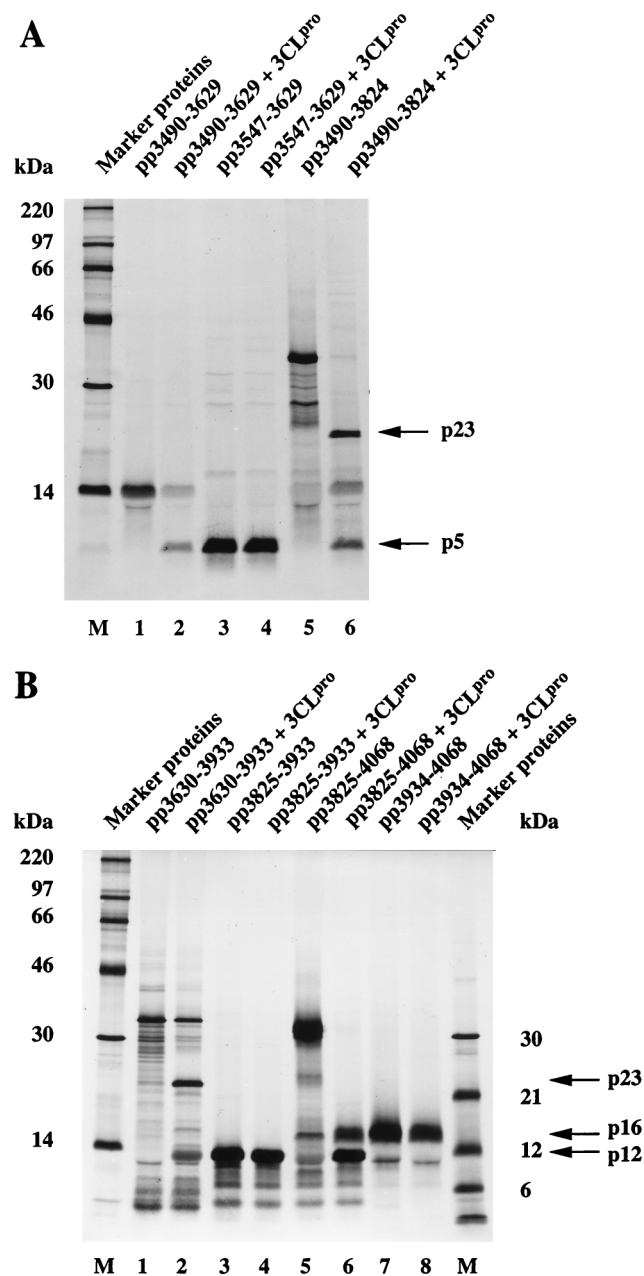 A
Marker proteins
pp3490-3629
pp3490-3629 + 3CLpro
pp3547-3629
pp3547-3629 + 3CLpro
pp3490-3824
pp3490-3824 + 3CLpro
kDa
220
97
66
46
30
14
p23
p5
M 1 2 3 4 5 6
B
Marker proteins
pp3630-3933
pp3630-3933 + 3CLpro
pp3825-3933
pp3825-3933 + 3CLpro
pp3825-4068
pp3825-4068 + 3CLpro
pp3934-4068
pp3934-4068 + 3CLpro
Marker proteins
kDa kDa
220
97
66
46
30
14
30
p23
21
p16
12 p12
6
M 1 2 3 4 5 6 7 8 M